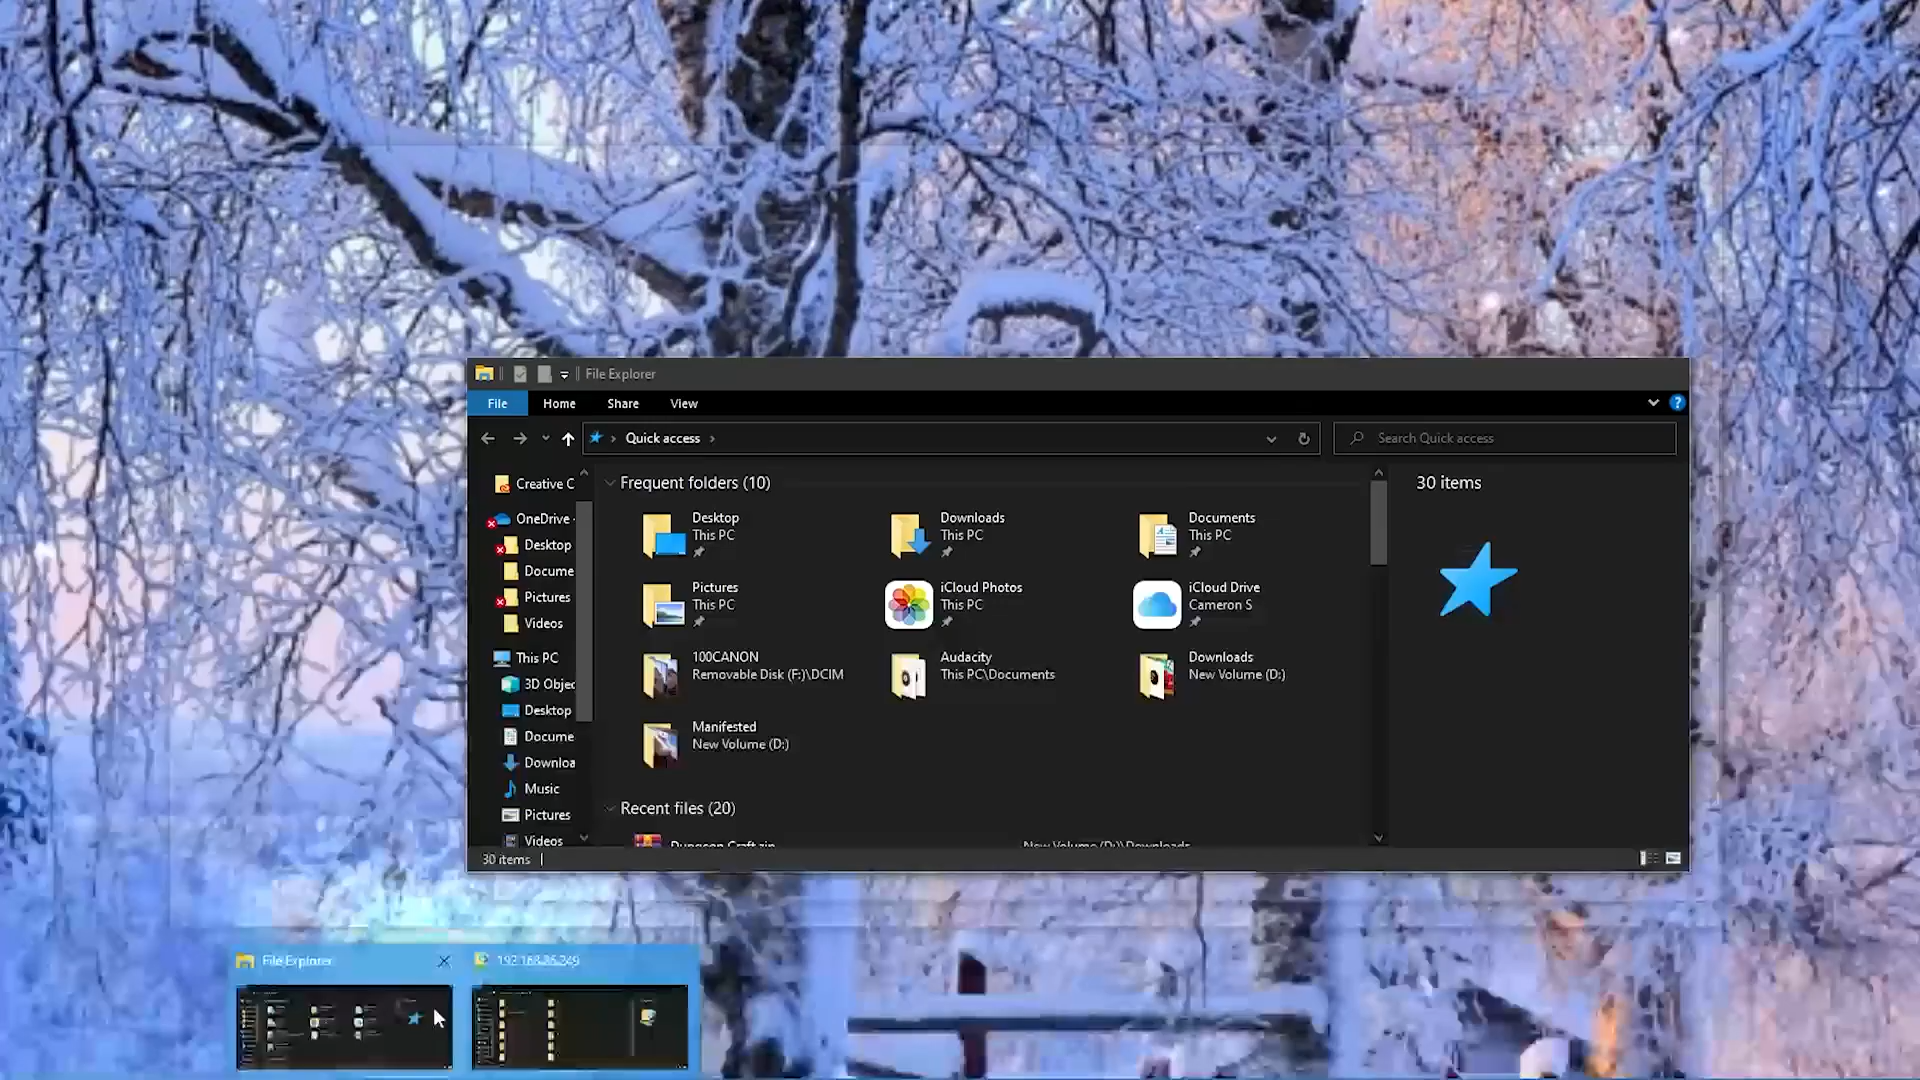 File Explorer
File
Home
Share
View
Quick access
Search Quick access
Creative C
OneDrive
Desktop
Docume
Pictures
Videos
This PC
3D Objec
Desktop
Docume
Downloa
Music
Pictures
Videos
Frequent folders (10)
Desktop
This PC
Downloads
This PC
Documents
This PC
Pictures
This PC
iCloud Photos
This PC
iCloud Drive
Cameron S
100CANON
Removable Disk (F:)\DCIM
Audacity
This PC\Documents
Downloads
New Volume (D:)
Manifested
New Volume (D:)
Recent files (20)
Dungeon Craft.zip
New Volume (D:)\Downloads
30 items
30 items
File Explorer
192.168.86.249